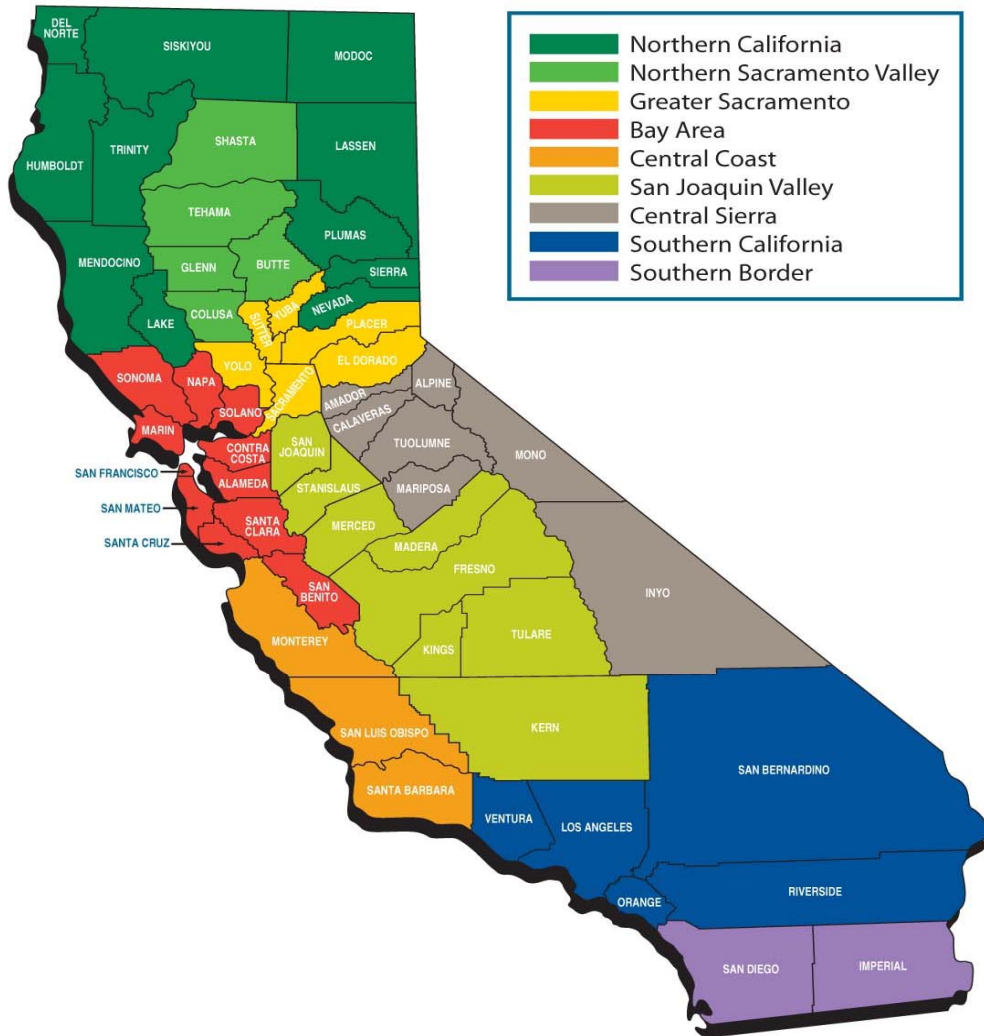 Northern California
Northern Sacramento Valley
Greater Sacramento
Bay Area
Central Coast
San Joaquin Valley
Central Sierra
Southern California
Southern Border
DEL
NORTE
SISKIYOU
MODOC
HUMBOLDT
TRINITY
SHASTA
LASSEN
TEHAMA
PLUMAS
MENDOCINO
GLENN
BUTTE
SIERRA
LAKE
COLUSA
SUTTER
YUBA
NEVADA
PLACER
SONOMA
NAPA
YOLO
EL DORADO
SOLANO
SACRAMENTO
AMADOR
ALPINE
MARIN
CALAVERAS
CONTRA
COSTA
SAN
JOAQUIN
TUOLUMNE
MONO
SAN FRANCISCO
ALAMEDA
STANISLAUS
MARIPOSA
SAN MATEO
SANTA
CLARA
MERCED
SANTA CRUZ
MADERA
FRESNO
SAN
BENITO
INYO
MONTEREY
KINGS
TULARE
SAN LUIS OBISPO
KERN
SANTA BARBARA
SAN BERNARDINO
VENTURA
LOS ANGELES
ORANGE
RIVERSIDE
SAN DIEGO
IMPERIAL